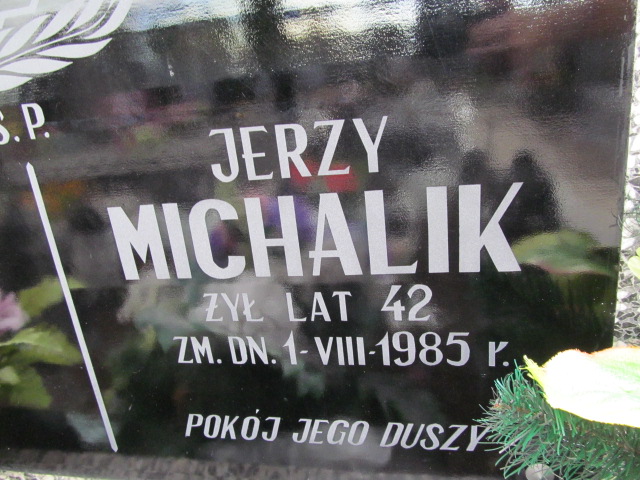 Ś.P.
JERZY
MICHALIK
ŻYŁ LAT 42
ZM. DN. 1-VIII-1985 r.
POKÓJ JEGO DUSZY